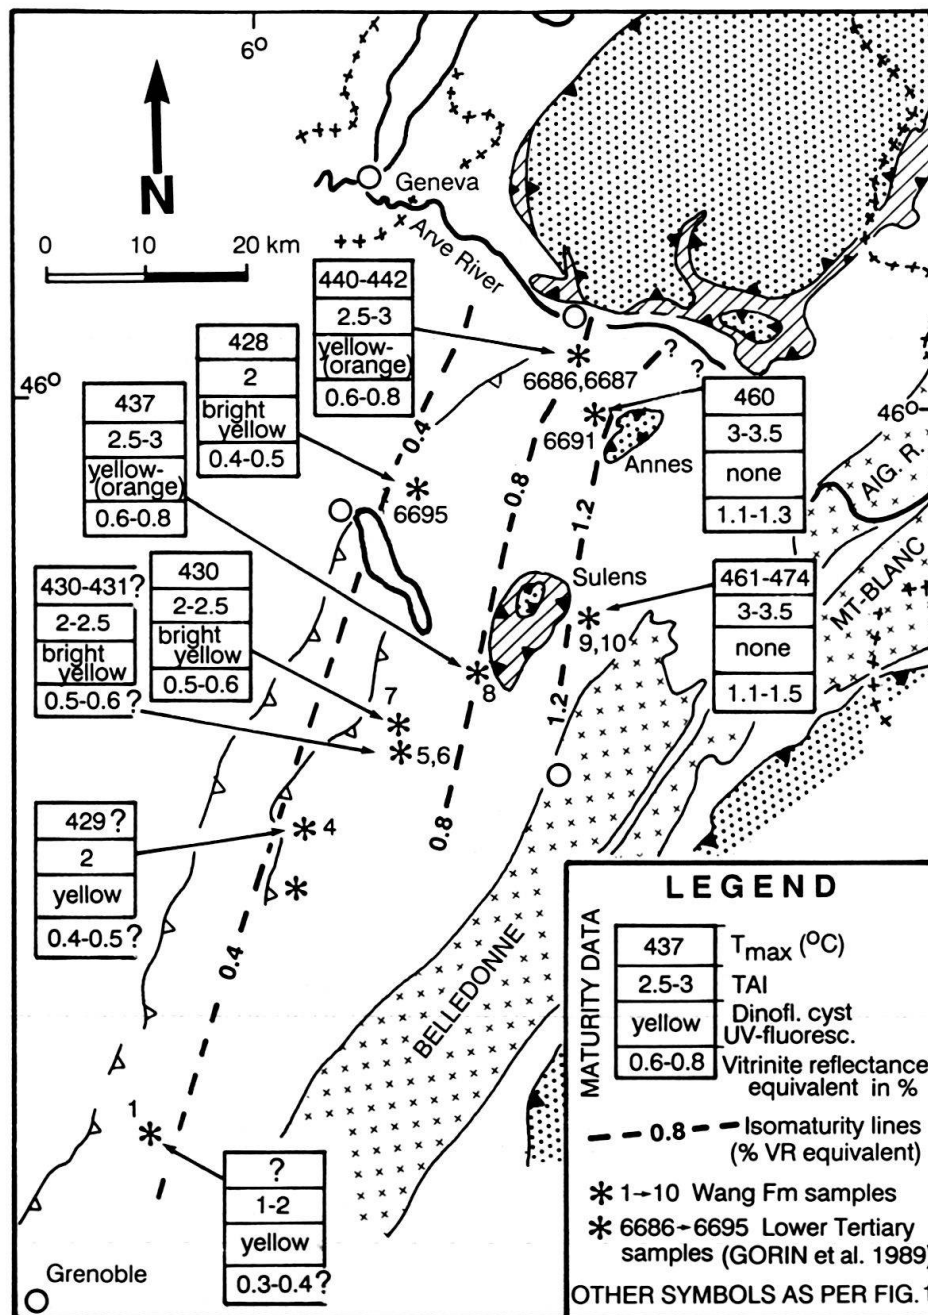 6°
N
Geneva
Arve River
0 10 20 km
440-442
2.5-3
yellow-
(orange)
0.6-0.8
428
2
bright
yellow
0.4-0.5
46°
437
2.5-3
yellow-
(orange)
0.6-0.8
0.4
6686,6687
?
?
6691
Annes
460
3-3.5
none
1.1-1.3
46°
AIG. R.
MT-BLANC
6695
0.8
1.2
430-431?
2-2.5
bright
yellow
0.5-0.6?
430
2-2.5
bright
yellow
0.5-0.6
Sulens
461-474
3-3.5
none
1.1-1.5
9,10
8
7
5,6
1.2
0.8
429?
2
yellow
0.4-0.5?
4
0.4
BELLEDONNE
1
?
1-2
yellow
0.3-0.4?
Grenoble
LEGEND
MATURITY DATA
437 Tmax (°C)
2.5-3 TAI
yellow Dinofl. cyst
UV-fluoresc.
0.6-0.8 Vitrinite reflectance
equivalent in %
0.8 Isomaturity lines
(% VR equivalent)
1→10 Wang Fm samples
6686→6695 Lower Tertiary
samples (GORIN et al. 1989)
OTHER SYMBOLS AS PER FIG. 1